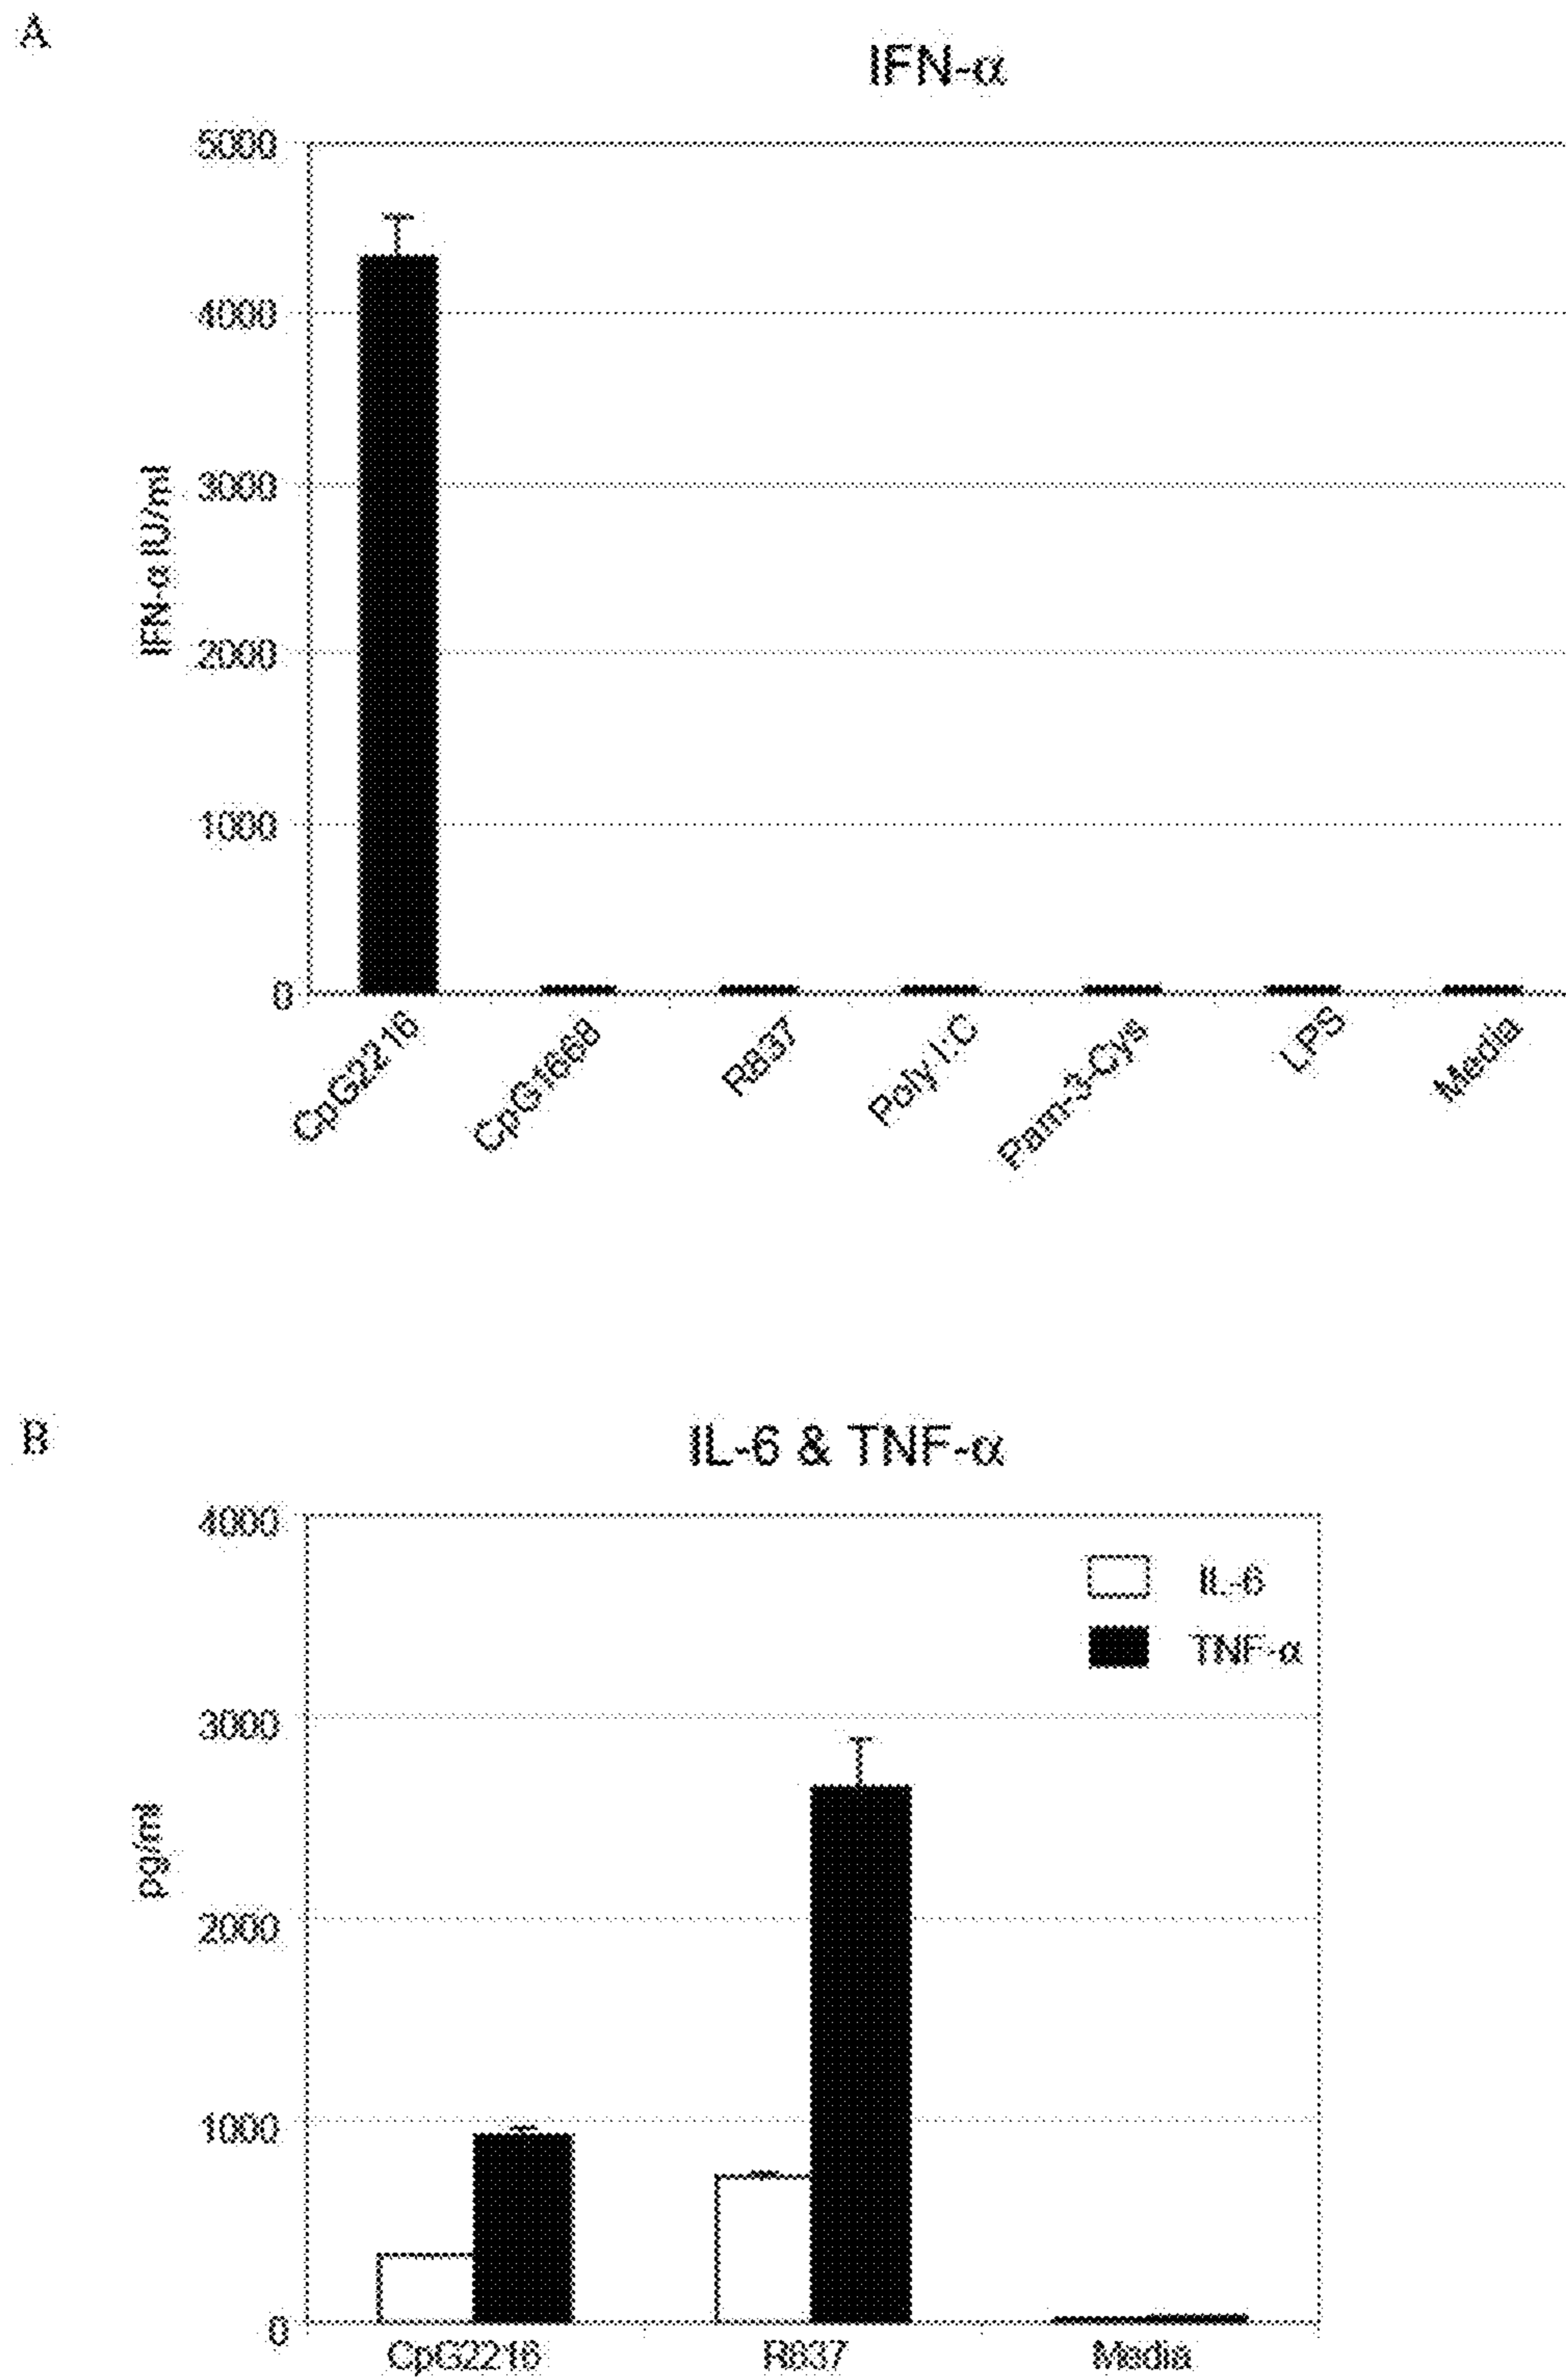 A
IFN-α
5000
4000
3000
2000
1000
0
IFN-α IU/ml
CpG2216
CpG1668
R837
Poly I:C
Pam-3-Cys
LPS
Media
B
IL-6 & TNF-α
4000
3000
2000
1000
0
pg/ml
IL-6
TNF-α
CpG2216
R837
Media